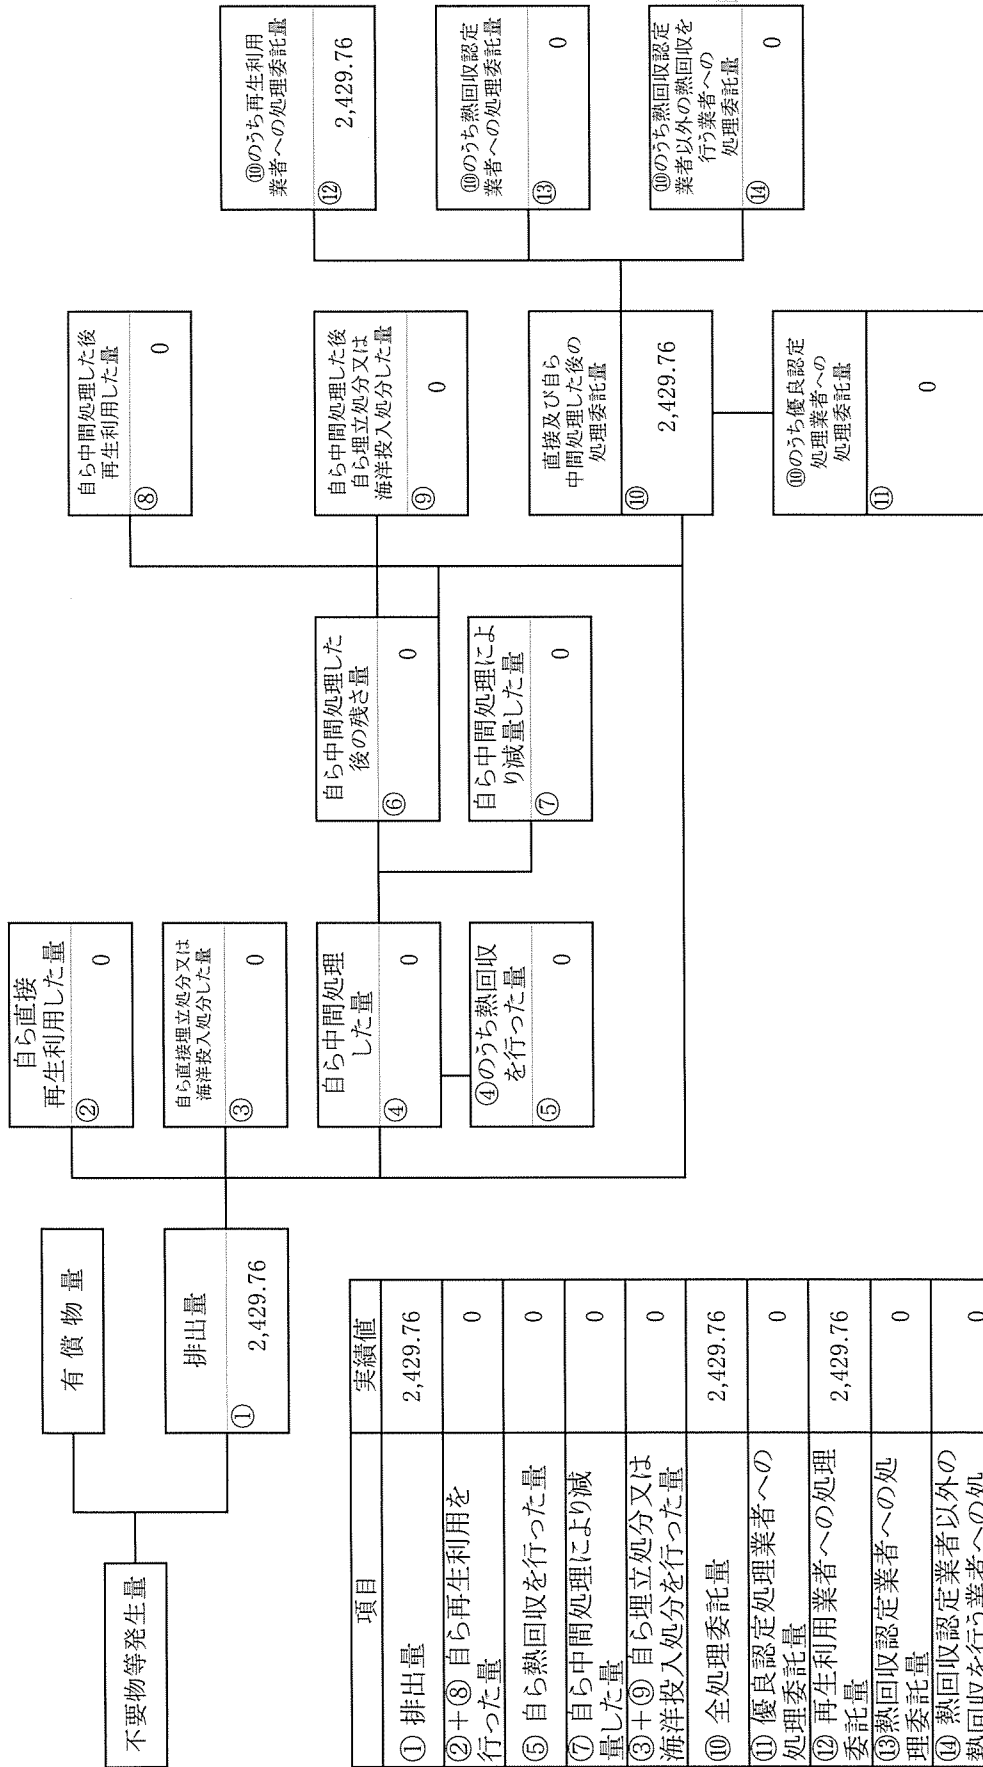 不要物等発生量
有償物量
排出量
① 2,429.76
自ら直接
再生利用した量
② 0
自ら直接埋立処分又は
海洋投入処分した量
③ 0
自ら中間処理
した量
④ 0
④のうち熱回収
を行った量
⑤ 0
自ら中間処理した
後の残さ量
⑥ 0
自ら中間処理によ
り減量した量
⑦ 0
自ら中間処理した後
再生利用した量
⑧ 0
自ら中間処理した後
自ら埋立処分又は
海洋投入処分した量
⑨ 0
直接及び自ら
中間処理した後の
処理委託量
⑩ 2,429.76
⑩のうち優良認定
処理業者への
処理委託量
⑪ 0
⑩のうち再生利用
業者への処理委託量
⑫ 2,429.76
⑩のうち熱回収認定
業者への処理委託量
⑬ 0
⑩のうち熱回収認定
業者以外の熱回収を
行う業者への
処理委託量
⑭ 0
項目 実績値
① 排出量 2,429.76
②+⑧ 自ら再生利用を
行った量 0
⑤ 自ら熱回収を行った量 0
⑦ 自ら中間処理により減
量した量 0
③+⑨ 自ら埋立処分又は
海洋投入処分を行った量 0
⑩ 全処理委託量 2,429.76
⑪ 優良認定処理業者への
処理委託量 0
⑫ 再生利用業者への処理
委託量 2,429.76
⑬熱回収認定業者への処
理委託量 0
⑭ 熱回収認定業者以外の
熱回収を行う業者への処 0